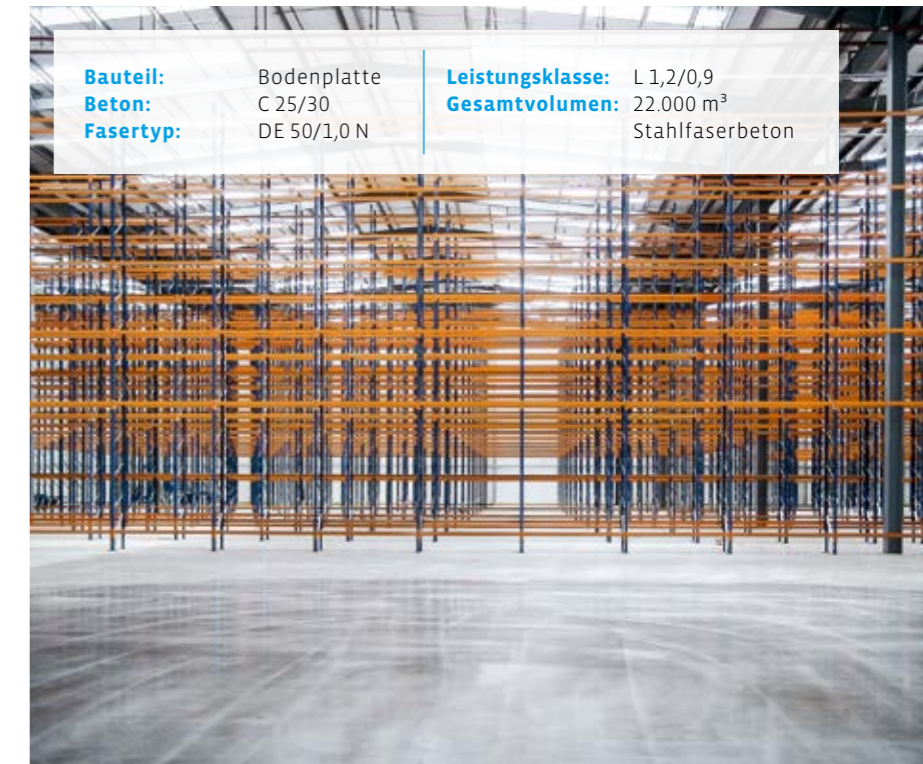 Bauteil: Bodenplatte
Beton: C 25/30
Fasertyp: DE 50/1,0 N
Leistungsklasse: L 1,2/0,9
Gesamtvolumen: 22.000 m³
Stahlfaserbeton